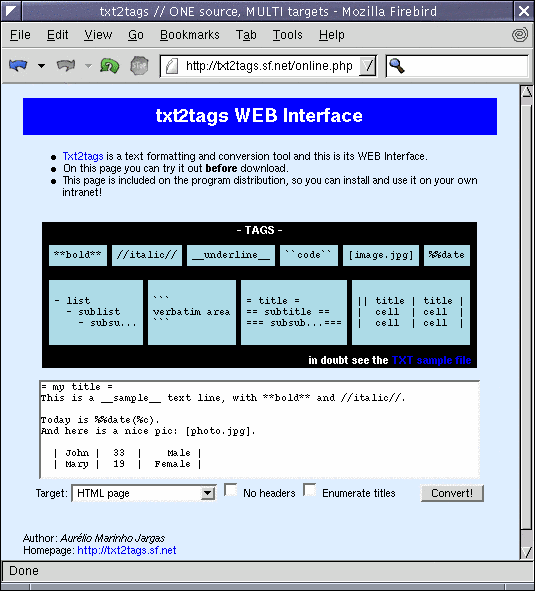 txt2tags // ONE source, MULTI targets - Mozilla Firebird
File Edit View Go Bookmarks Tab Tools Help
http://txt2tags.sf.net/online.php
txt2tags WEB Interface
Txt2tags is a text formatting and conversion tool and this is its WEB Interface.
On this page you can try it out before download.
This page is included on the program distribution, so you can install and use it on your own
intranet!
- TAGS -
**bold** //italic// __underline__ ``code`` [image.jpg] %%date
- list ``` = title = || title | title |
- sublist verbatim area == subtitle == | cell | cell |
- subsu... ``` === subsub...=== | cell | cell |
in doubt see the TXT sample file
= my title =
This is a __sample__ text line, with **bold** and //italic//.
Today is %%date(%c).
And here is a nice pic: [photo.jpg].
| John | 33 | Male |
| Mary | 19 | Female |
Target: HTML page No headers Enumerate titles Convert!
Author: Aurélio Marinho Jargas
Homepage: http://txt2tags.sf.net
Done